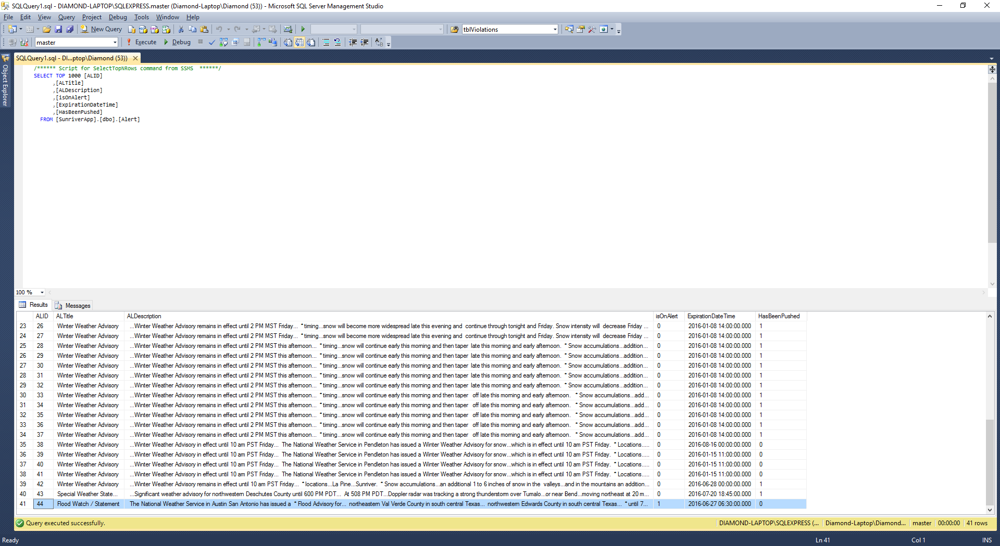 SQLQuery1.sql - DIAMOND-LAPTOP\SQLEXPRESS.master (Diamond-Laptop\Diamond (53)) - Microsoft SQL Server Management Studio
File Edit View Query Project Debug Tools Window Help
New Query tblViolations
master Execute Debug
Object Explorer
SQLQuery1.sql - DI...ptop\Diamond (53))
/****** Script for SelectTopNRows command from SSMS ******/
SELECT TOP 1000 [ALID]
,[ALTitle]
,[ALDescription]
,[isOnAlert]
,[ExpirationDateTime]
,[HasBeenPushed]
FROM [SunriverApp].[dbo].[Alert]
100 %
Results Messages
ALID ALTitle ALDescription isOnAlert ExpirationDateTime HasBeenPushed
23 26 Winter Weather Advisory ...Winter Weather Advisory remains in effect until 2 PM MST Friday... * timing...snow will become more widespread late this evening and continue through tonight and Friday. Snow intensity will decrease Friday ... 0 2016-01-08 14:00:00.000 1
24 27 Winter Weather Advisory ...Winter Weather Advisory remains in effect until 2 PM MST Friday... * timing...snow will become more widespread late this evening and continue through tonight and Friday. Snow intensity will decrease Friday ... 0 2016-01-08 14:00:00.000 1
25 28 Winter Weather Advisory ...Winter Weather Advisory remains in effect until 2 PM MST this afternoon... * timing...snow will continue early this morning and then taper late this morning and early afternoon. * Snow accumulations...addition... 0 2016-01-08 14:00:00.000 1
26 29 Winter Weather Advisory ...Winter Weather Advisory remains in effect until 2 PM MST this afternoon... * timing...snow will continue early this morning and then taper late this morning and early afternoon. * Snow accumulations...addition... 0 2016-01-08 14:00:00.000 1
27 30 Winter Weather Advisory ...Winter Weather Advisory remains in effect until 2 PM MST this afternoon... * timing...snow will continue early this morning and then taper late this morning and early afternoon. * Snow accumulations...addition... 0 2016-01-08 14:00:00.000 1
28 31 Winter Weather Advisory ...Winter Weather Advisory remains in effect until 2 PM MST this afternoon... * timing...snow will continue early this morning and then taper late this morning and early afternoon. * Snow accumulations...addition... 0 2016-01-08 14:00:00.000 1
29 32 Winter Weather Advisory ...Winter Weather Advisory remains in effect until 2 PM MST this afternoon... * timing...snow will continue early this morning and then taper late this morning and early afternoon. * Snow accumulations...addition... 0 2016-01-08 14:00:00.000 1
30 33 Winter Weather Advisory ...Winter Weather Advisory remains in effect until 2 PM MST this afternoon... * timing...snow will continue early this morning and then taper off late this morning and early afternoon. * Snow accumulations...add... 0 2016-01-08 14:00:00.000 1
31 34 Winter Weather Advisory ...Winter Weather Advisory remains in effect until 2 PM MST this afternoon... * timing...snow will continue early this morning and then taper off late this morning and early afternoon. * Snow accumulations...add... 0 2016-01-08 14:00:00.000 1
32 35 Winter Weather Advisory ...Winter Weather Advisory remains in effect until 2 PM MST this afternoon... * timing...snow will continue early this morning and then taper off late this morning and early afternoon. * Snow accumulations...add... 0 2016-01-08 14:00:00.000 1
33 36 Winter Weather Advisory ...Winter Weather Advisory remains in effect until 2 PM MST this afternoon... * timing...snow will continue early this morning and then taper off late this morning and early afternoon. * Snow accumulations...add... 0 2016-01-08 14:00:00.000 1
34 37 Winter Weather Advisory ...Winter Weather Advisory remains in effect until 2 PM MST this afternoon... * timing...snow will continue early this morning and then taper off late this morning and early afternoon. * Snow accumulations...add... 0 2016-01-08 14:00:00.000 1
35 38 Winter Weather Advisory ...Winter Weather Advisory in effect until 10 am PST Friday... The National Weather Service in Pendleton has issued a Winter Weather Advisory for snow...which is in effect until 10 am PST Friday. * Locations..... 0 2016-08-16 00:00:00.000 0
36 39 Winter Weather Advisory ...Winter Weather Advisory in effect until 10 am PST Friday... The National Weather Service in Pendleton has issued a Winter Weather Advisory for snow...which is in effect until 10 am PST Friday. * Locations..... 0 2016-01-15 11:00:00.000 0
37 40 Winter Weather Advisory ...Winter Weather Advisory in effect until 10 am PST Friday... The National Weather Service in Pendleton has issued a Winter Weather Advisory for snow...which is in effect until 10 am PST Friday. * Locations..... 0 2016-01-15 11:00:00.000 0
38 41 Winter Weather Advisory ...Winter Weather Advisory in effect until 10 am PST Friday... The National Weather Service in Pendleton has issued a Winter Weather Advisory for snow...which is in effect until 10 am PST Friday. * Locations..... 0 2016-01-15 11:00:00.000 0
39 42 Winter Weather Advisory ...Winter Weather Advisory in effect until 10 am PST Friday... * locations...La Pine...Sunriver. * Snow accumulations...an additional 1 to 6 inches of snow in the valleys...and in the mountains an addition... 0 2016-06-28 00:00:00.000 1
40 43 Special Weather State... ...Significant weather advisory for northwestern Deschutes County until 600 PM PDT... At 508 PM PDT...Doppler radar was tracking a strong thunderstorm over Tumalo...or near Bend...moving northeast at 20 m... 0 2016-07-20 18:45:00.000 1
41 44 Flood Watch / Statement The National Weather Service in Austin San Antonio has issued a * Flood Advisory for... northeastern Val Verde County in south central Texas... northwestern Edwards County in south central Texas... * until 7... 1 2016-06-27 06:30:00.000 0
Query executed successfully. DIAMOND-LAPTOP\SQLEXPRESS (... Diamond-Laptop\Diamond... master 00:00:00 41 rows
Ready Ln 41 Col 1 INS